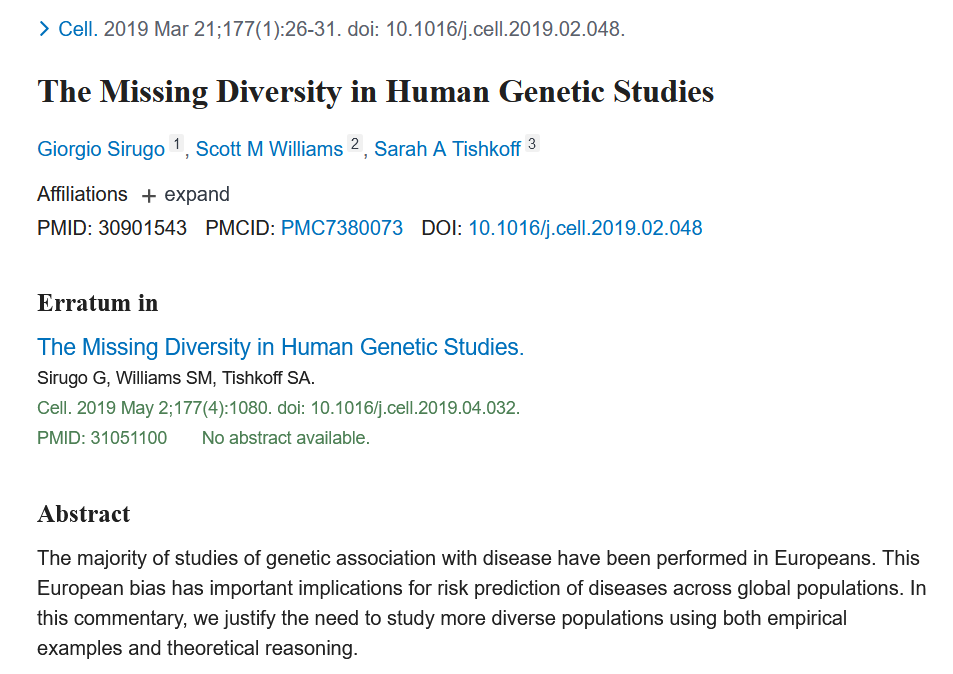 > Cell. 2019 Mar 21;177(1):26-31. doi: 10.1016/j.cell.2019.02.048.
The Missing Diversity in Human Genetic Studies
Giorgio Sirugo 1, Scott M Williams 2, Sarah A Tishkoff 3
Affiliations + expand
PMID: 30901543 PMCID: PMC7380073 DOI: 10.1016/j.cell.2019.02.048
Erratum in
The Missing Diversity in Human Genetic Studies.
Sirugo G, Williams SM, Tishkoff SA.
Cell. 2019 May 2;177(4):1080. doi: 10.1016/j.cell.2019.04.032.
PMID: 31051100 No abstract available.
Abstract
The majority of studies of genetic association with disease have been performed in Europeans. This
European bias has important implications for risk prediction of diseases across global populations. In
this commentary, we justify the need to study more diverse populations using both empirical
examples and theoretical reasoning.